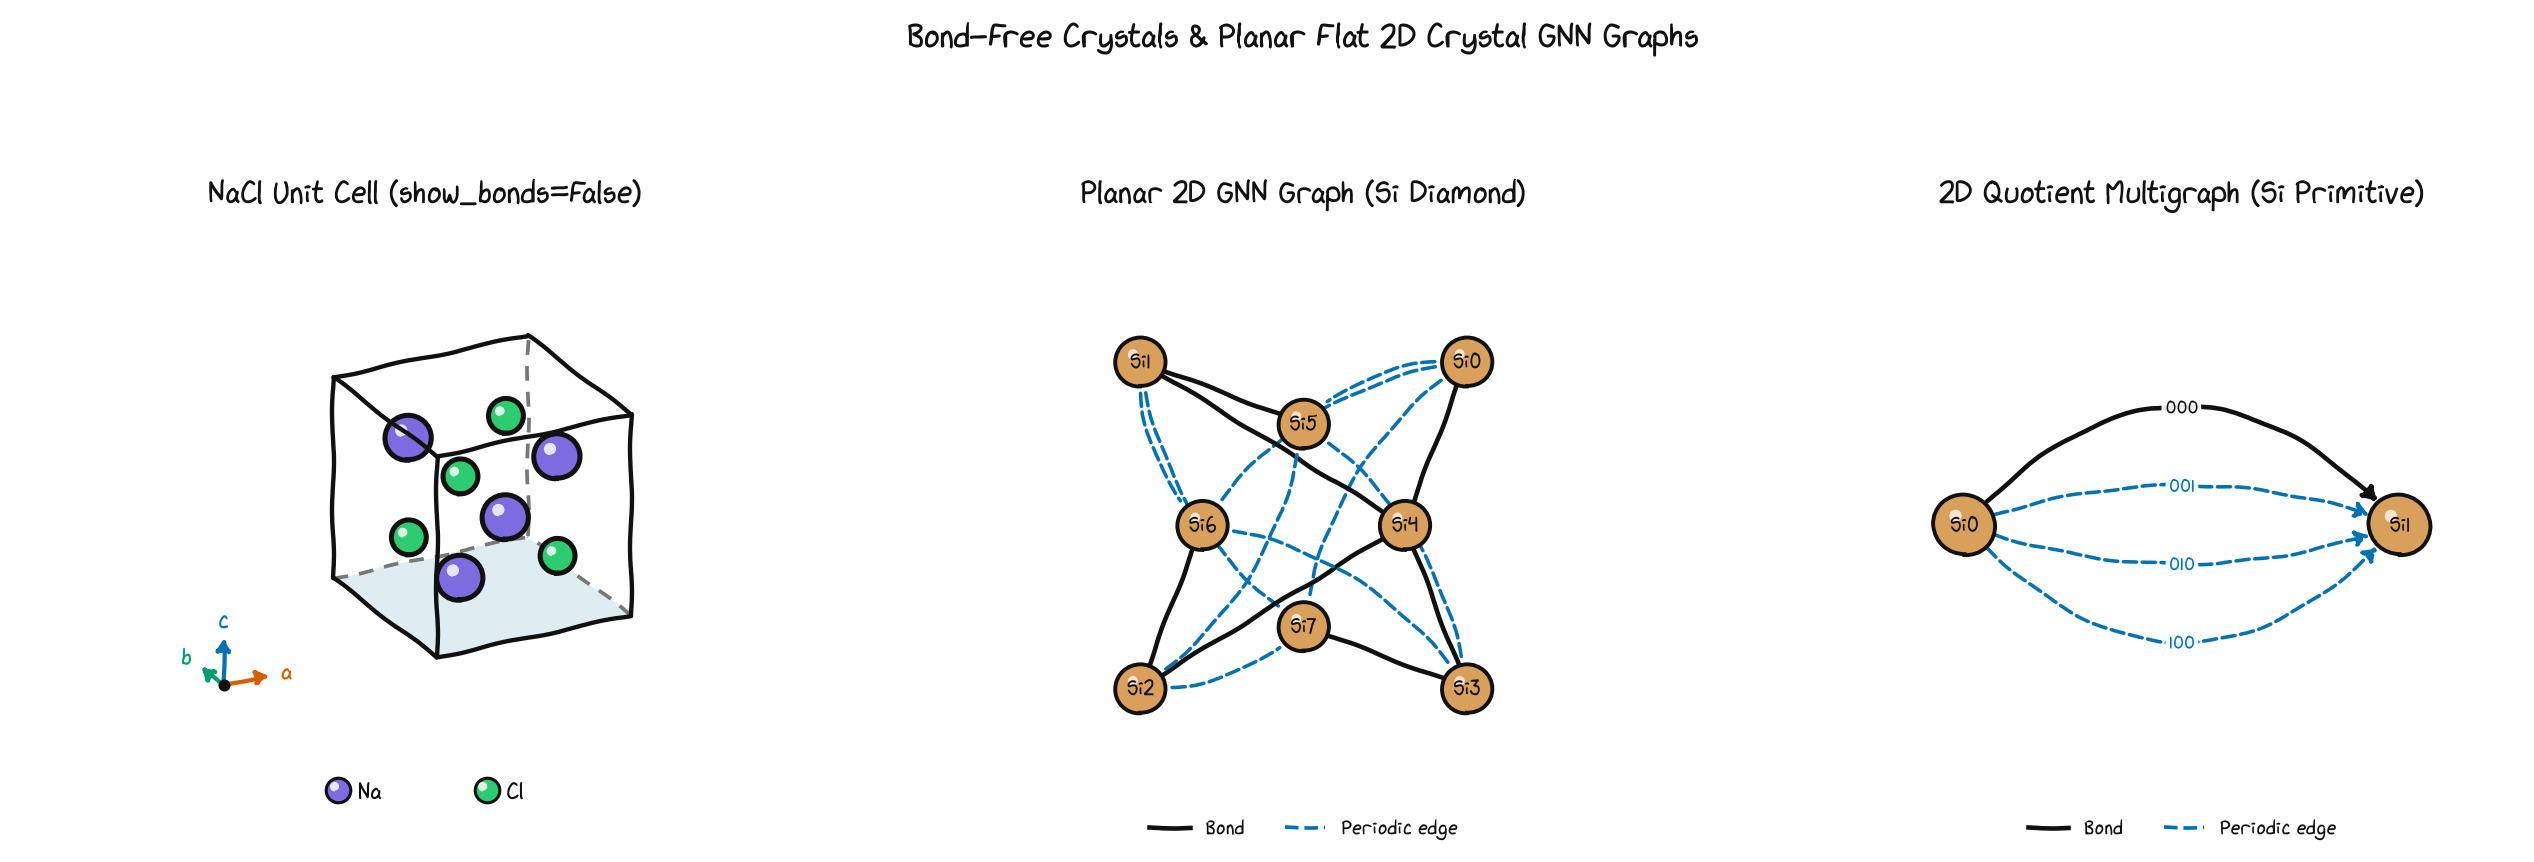 Bond-Free Crystals & Planar Flat 2D Crystal GNN Graphs
NaCl Unit Cell (show_bonds=False)
c
b
a
Na
Cl
Planar 2D GNN Graph (Si Diamond)
Si1
Si0
Si5
Si6
Si4
Si7
Si2
Si3
Bond
Periodic edge
2D Quotient Multigraph (Si Primitive)
000
001
Si0
Si1
010
100
Bond
Periodic edge